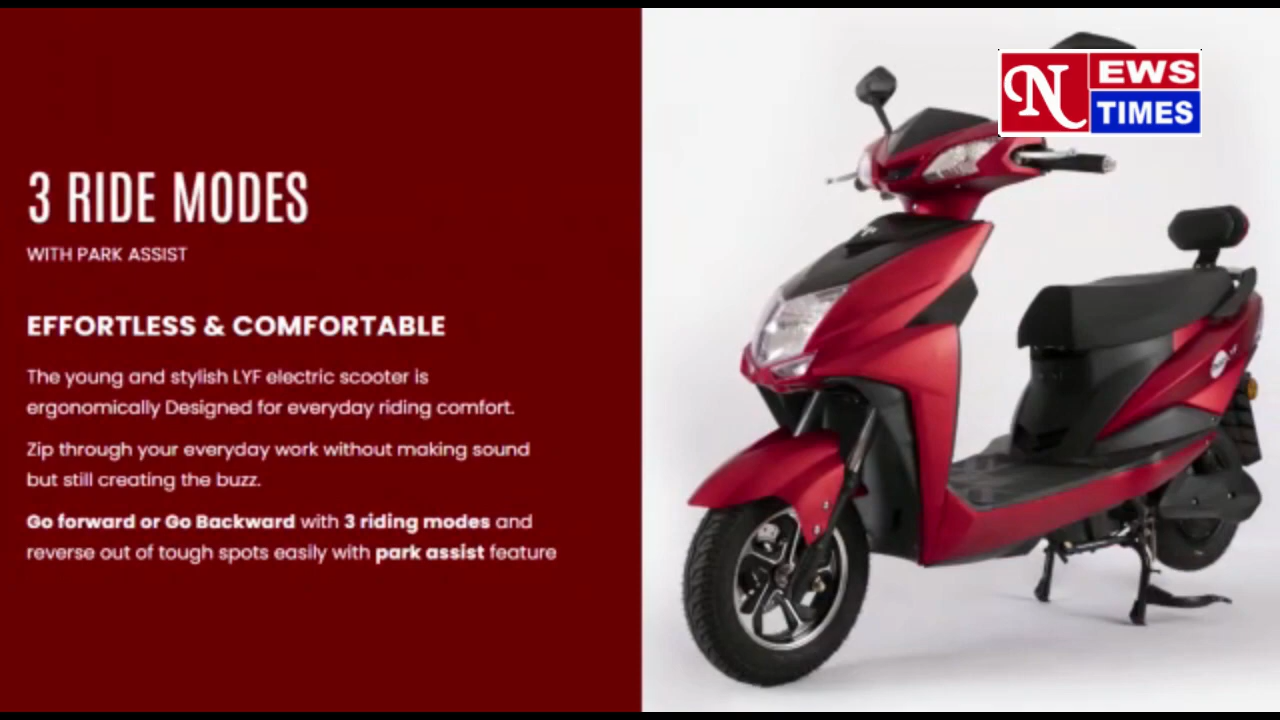 3 RIDE MODES
WITH PARK ASSIST
EFFORTLESS & COMFORTABLE
The young and stylish LYF electric scooter is
ergonomically Designed for everyday riding comfort.
Zip through your everyday work without making sound
but still creating the buzz.
Go forward or Go Backward with 3 riding modes and
reverse out of tough spots easily with park assist feature
NEWS
TIMES